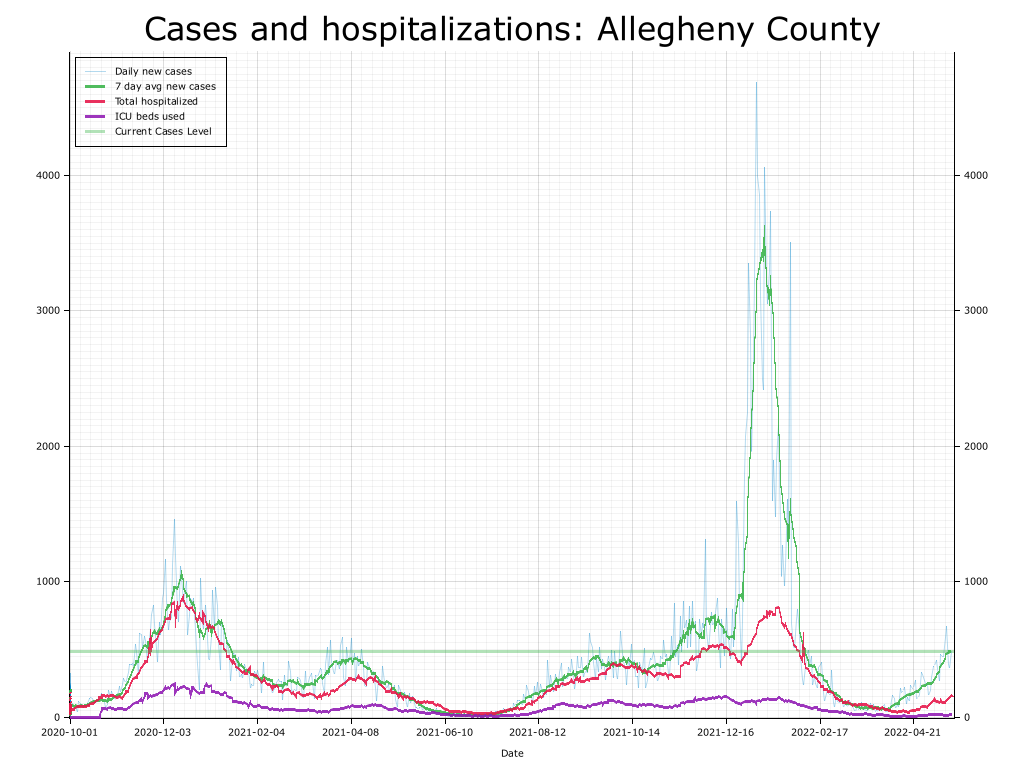 Cases and hospitalizations: Allegheny County
Daily new cases
7 day avg new cases
Total hospitalized
ICU beds used
Current Cases Level
4000 4000
3000 3000
2000 2000
1000 1000
0 0
2020-10-01 2020-12-03 2021-02-04 2021-04-08 2021-06-10 2021-08-12 2021-10-14 2021-12-16 2022-02-17 2022-04-21
Date